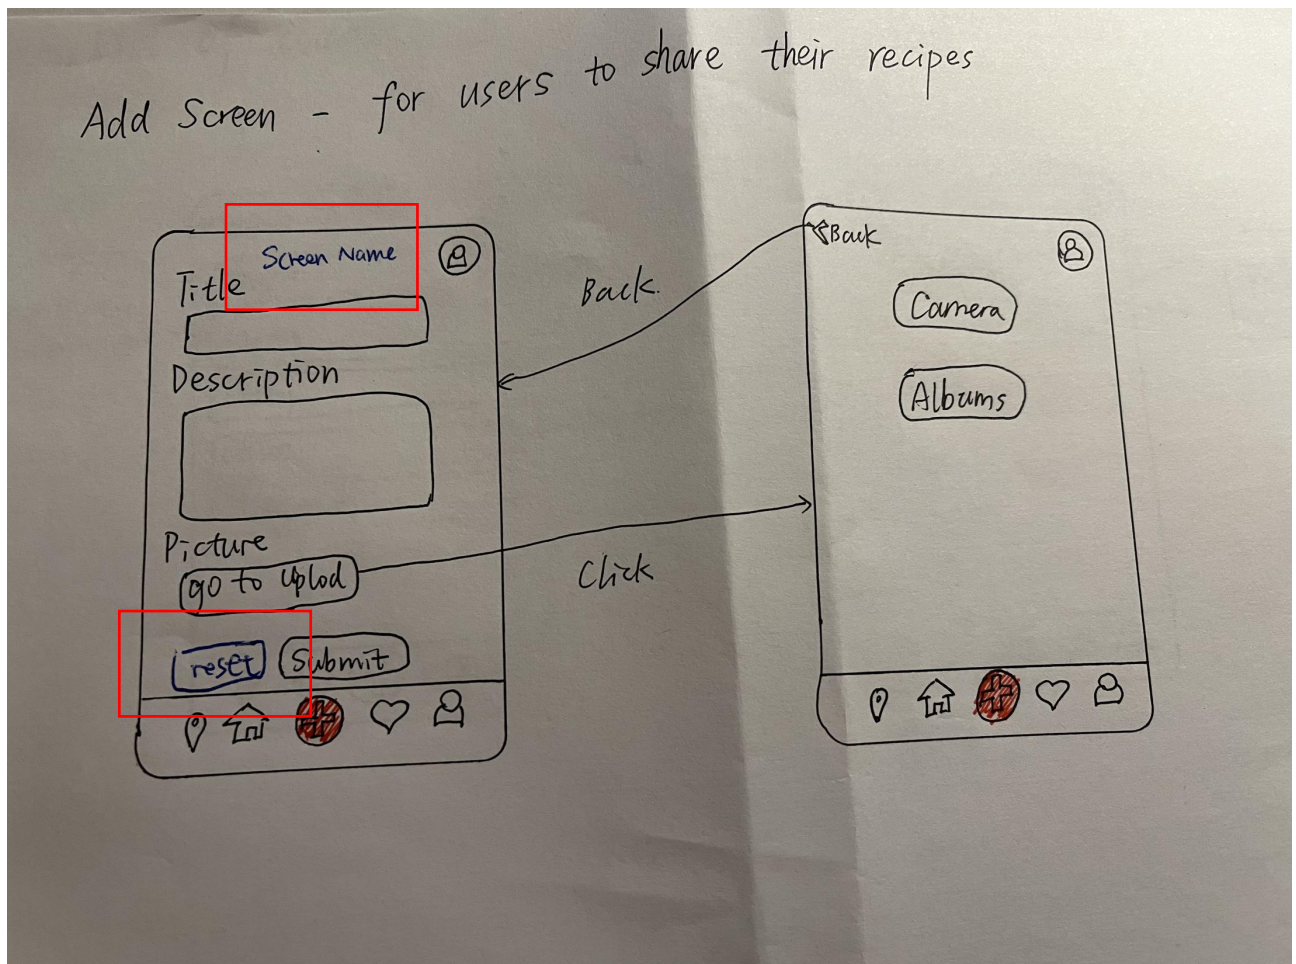 Add Screen - for users to share their recipes
Screen Name
Title
Description
Picture
go to uplod
reset
Submit
Back
Click
Back
Camera
Albums